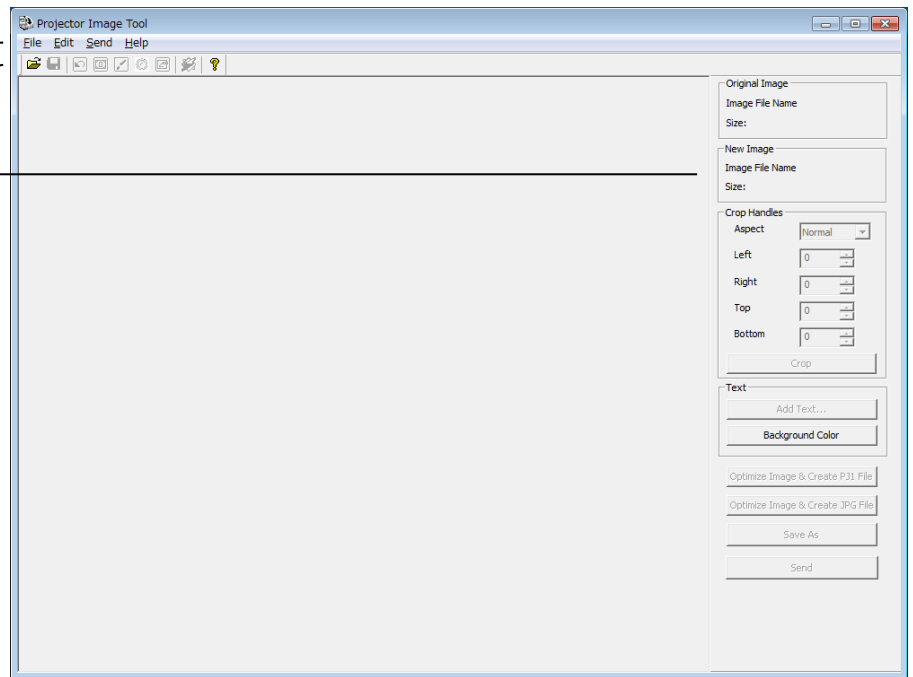 Projector Image Tool
File Edit Send Help
?
Original Image
Image File Name
Size:
New Image
Image File Name
Size:
Crop Handles
Aspect Normal
Left 0
Right 0
Top 0
Bottom 0
Crop
Text
Add Text...
Background Color
Optimize Image & Create PJ1 File
Optimize Image & Create JPG File
Save As
Send